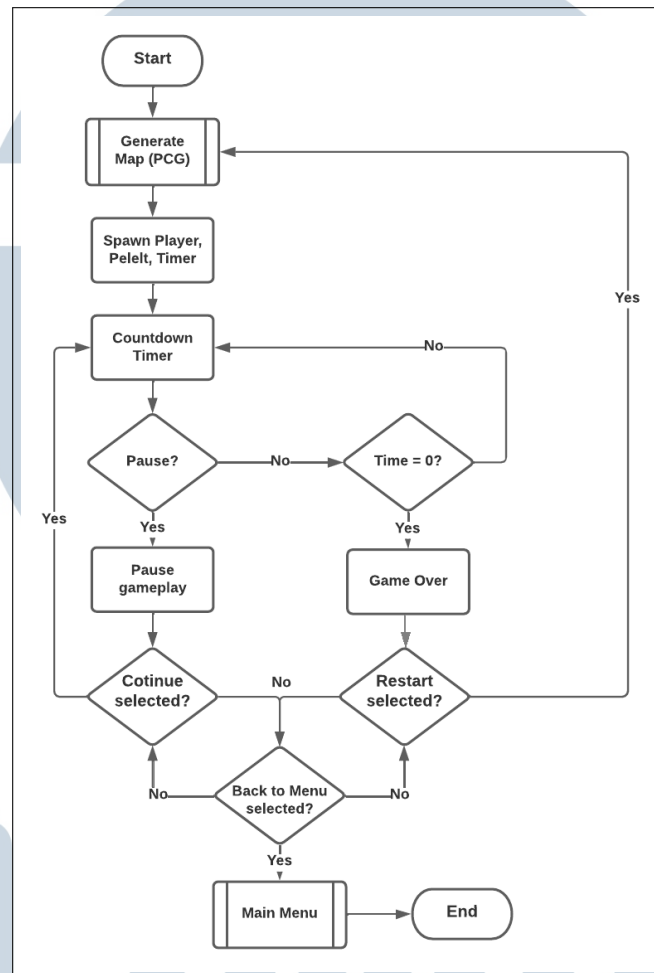 Start
Generate
Map (PCG)
Spawn Player,
Pelelt, Timer
Yes
Countdown
Timer
No
Pause?
No
Time = 0?
Yes
Yes
Yes
Pause
gameplay
Game Over
Cotinue
selected?
No
Restart
selected?
Back to Menu
selected?
No
No
Yes
Main Menu
End